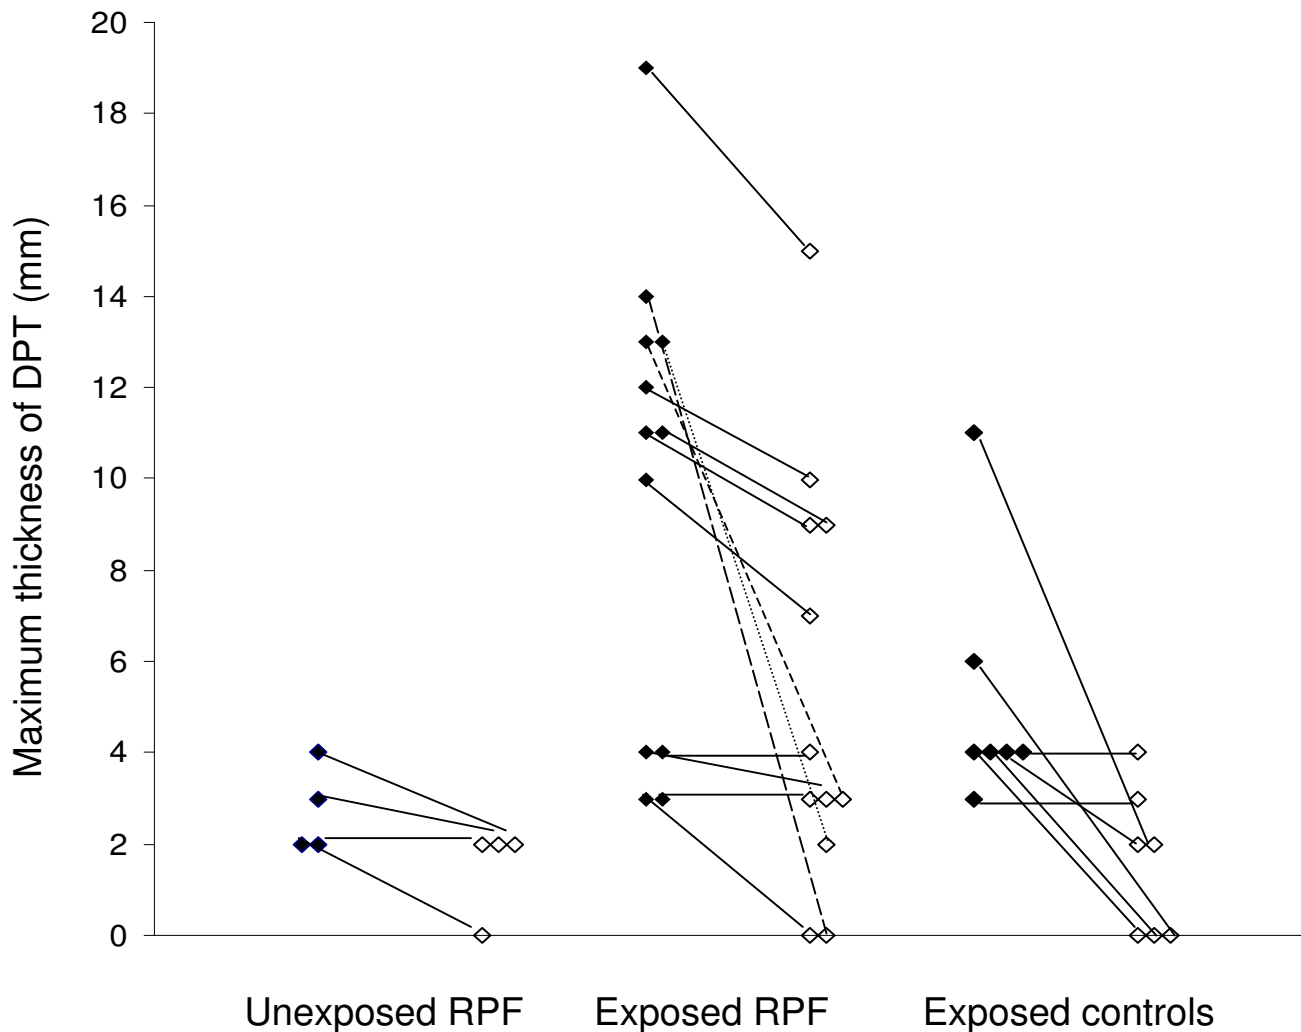 Maximum thickness of DPT (mm)
20
18
16
14
12
10
8
6
4
2
0
Unexposed RPF
Exposed RPF
Exposed controls